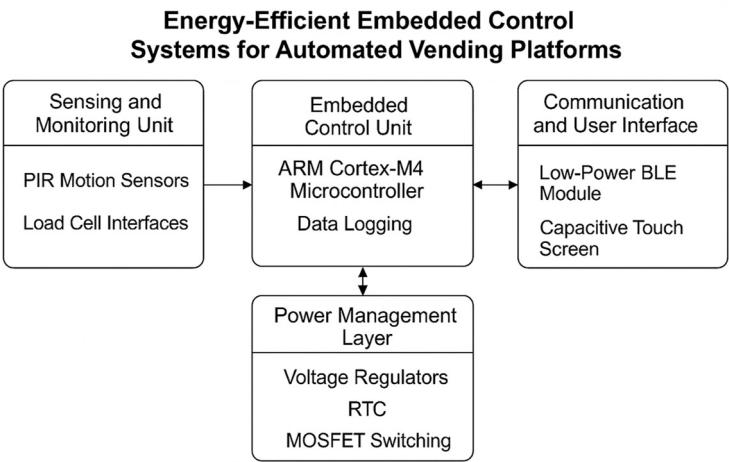 Energy-Efficient Embedded Control
Systems for Automated Vending Platforms
Sensing and
Monitoring Unit
PIR Motion Sensors
Load Cell Interfaces
Embedded
Control Unit
ARM Cortex-M4
Microcontroller
Data Logging
Communication
and User Interface
Low-Power BLE
Module
Capacitive Touch
Screen
Power Management
Layer
Voltage Regulators
RTC
MOSFET Switching